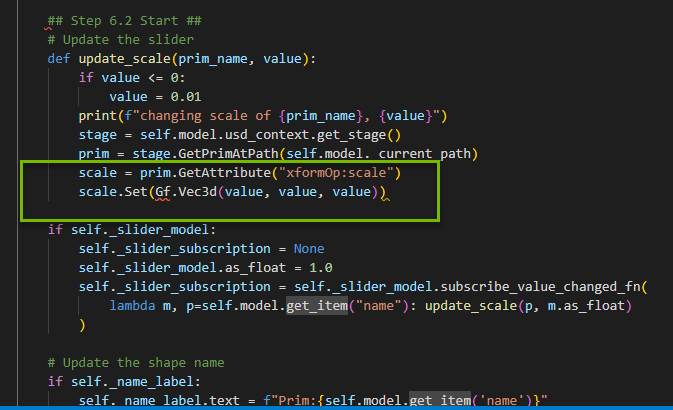 ## Step 6.2 Start ##
# Update the slider
def update_scale(prim_name, value):
if value <= 0:
value = 0.01
print(f"changing scale of {prim_name}, {value}")
stage = self.model.usd_context.get_stage()
prim = stage.GetPrimAtPath(self.model._current_path)
scale = prim.GetAttribute("xformOp:scale")
scale.Set(Gf.Vec3d(value, value, value))
if self._slider_model:
self._slider_subscription = None
self._slider_model.as_float = 1.0
self._slider_subscription = self._slider_model.subscribe_value_changed_fn(
lambda m, p=self.model.get_item("name"): update_scale(p, m.as_float)
)
# Update the shape name
if self._name_label:
self._name_label.text = f"Prim:{self.model.get_item('name')}"